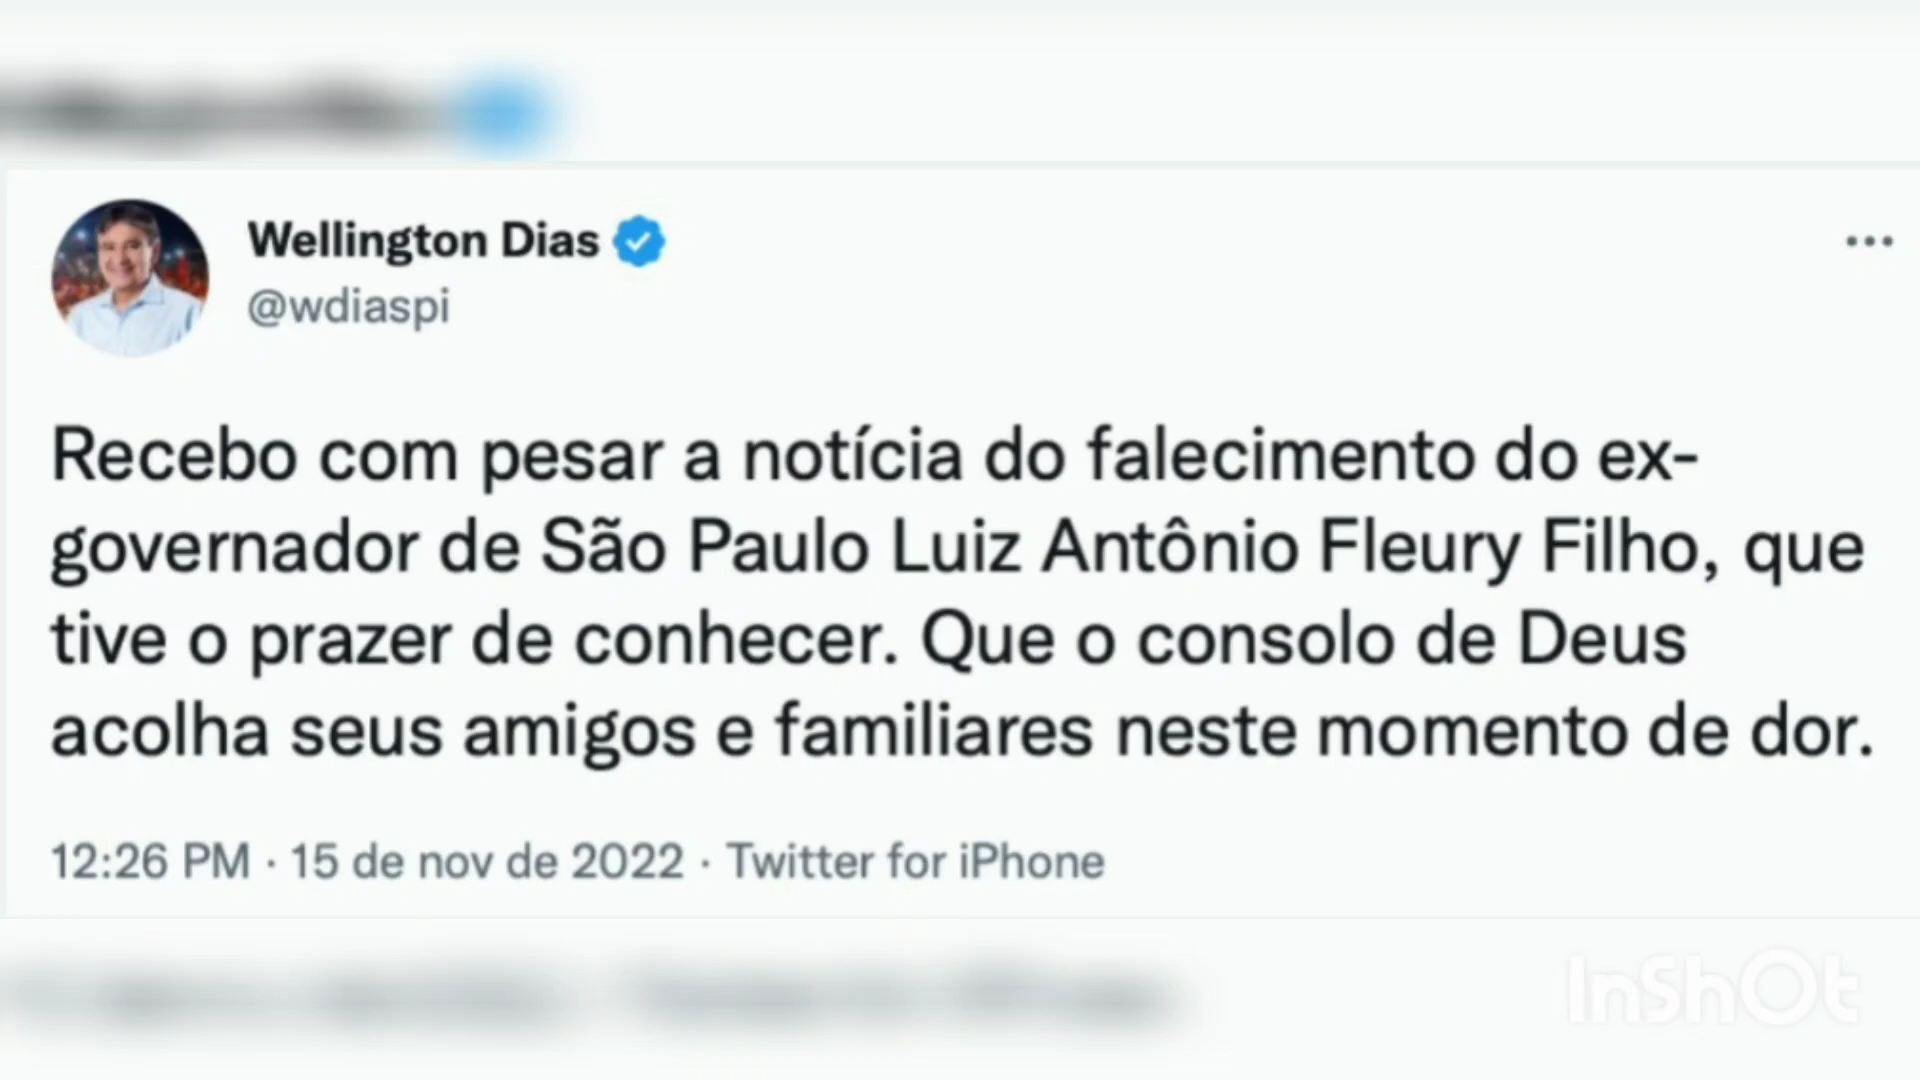 Wellington Dias
@wdiaspi
Recebo com pesar a notícia do falecimento do ex-
governador de São Paulo Luiz Antônio Fleury Filho, que
tive o prazer de conhecer. Que o consolo de Deus
acolha seus amigos e familiares neste momento de dor.
12:26 PM · 15 de nov de 2022 · Twitter for iPhone
InShOt